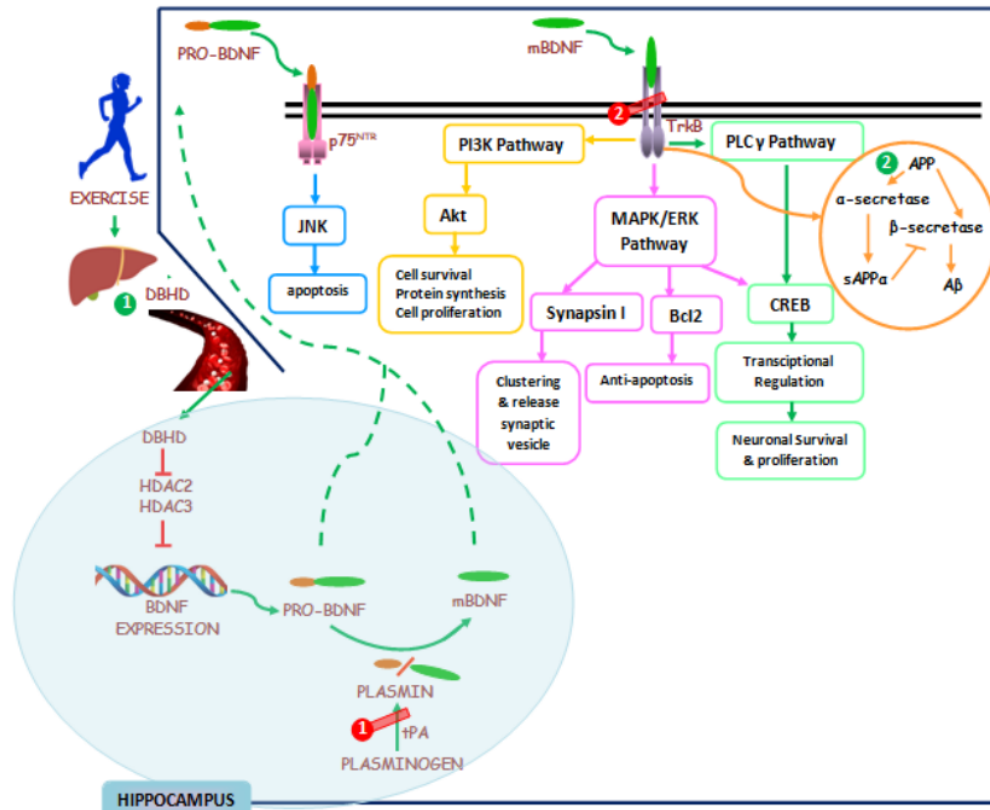 PRO-BDNF
mBDNF
p75NTR
2
TrkB
EXERCISE
1
DBHD
JNK
apoptosis
PI3K Pathway
Akt
Cell survival
Protein synthesis
Cell proliferation
MAPK/ERK
Pathway
Synapsin I
Clustering
& release
synaptic
vesicle
Bcl2
Anti-apoptosis
PLCγ Pathway
CREB
Transciptional
Regulation
Neuronal Survival
& proliferation
2
APP
α-secretase
β-secretase
sAPPα
Aβ
DBHD
HDAC2
HDAC3
BDNF
EXPRESSION
PRO-BDNF
mBDNF
PLASMIN
1
tPA
PLASMINOGEN
HIPPOCAMPUS